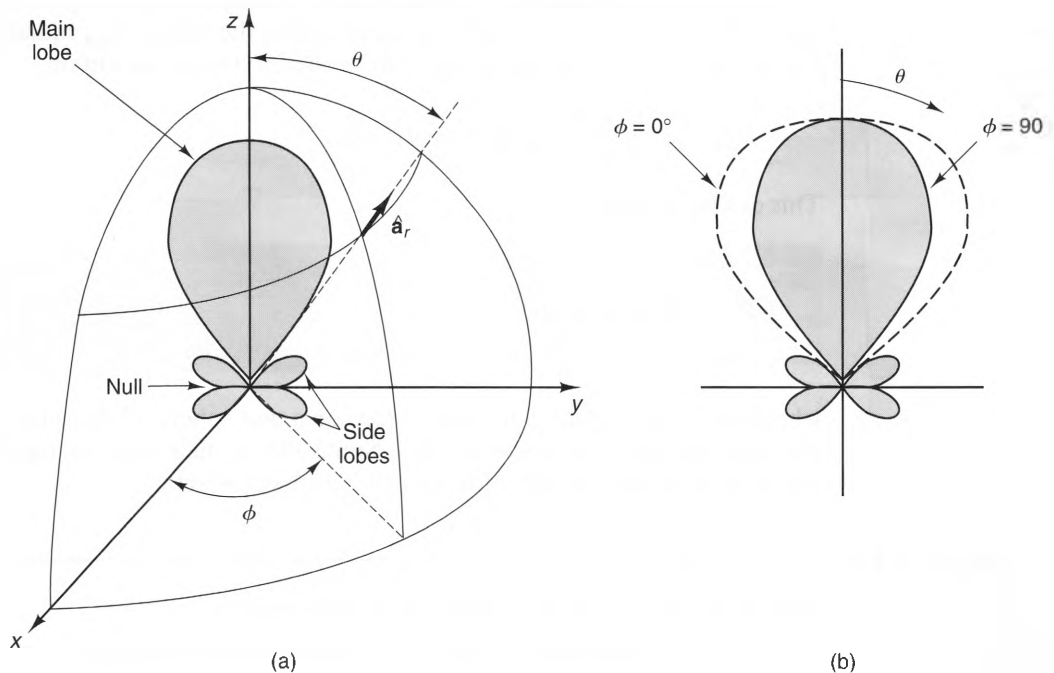 Main
lobe
z
θ
â_r
Null
y
Side
lobes
ϕ
x
(a)
θ
ϕ = 0°
ϕ = 90
(b)